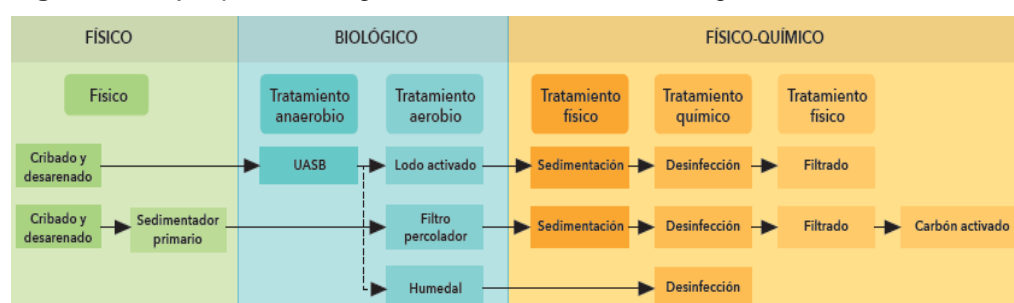 FÍSICO
BIOLÓGICO
FÍSICO-QUÍMICO
Físico
Tratamiento
anaerobio
Tratamiento
aerobio
Tratamiento
físico
Tratamiento
químico
Tratamiento
físico
Cribado y
desarenado
UASB
Lodo activado
Sedimentación
Desinfección
Filtrado
Cribado y
desarenado
Sedimentador
primario
Filtro
percolador
Sedimentación
Desinfección
Filtrado
Carbón activado
Humedal
Desinfección